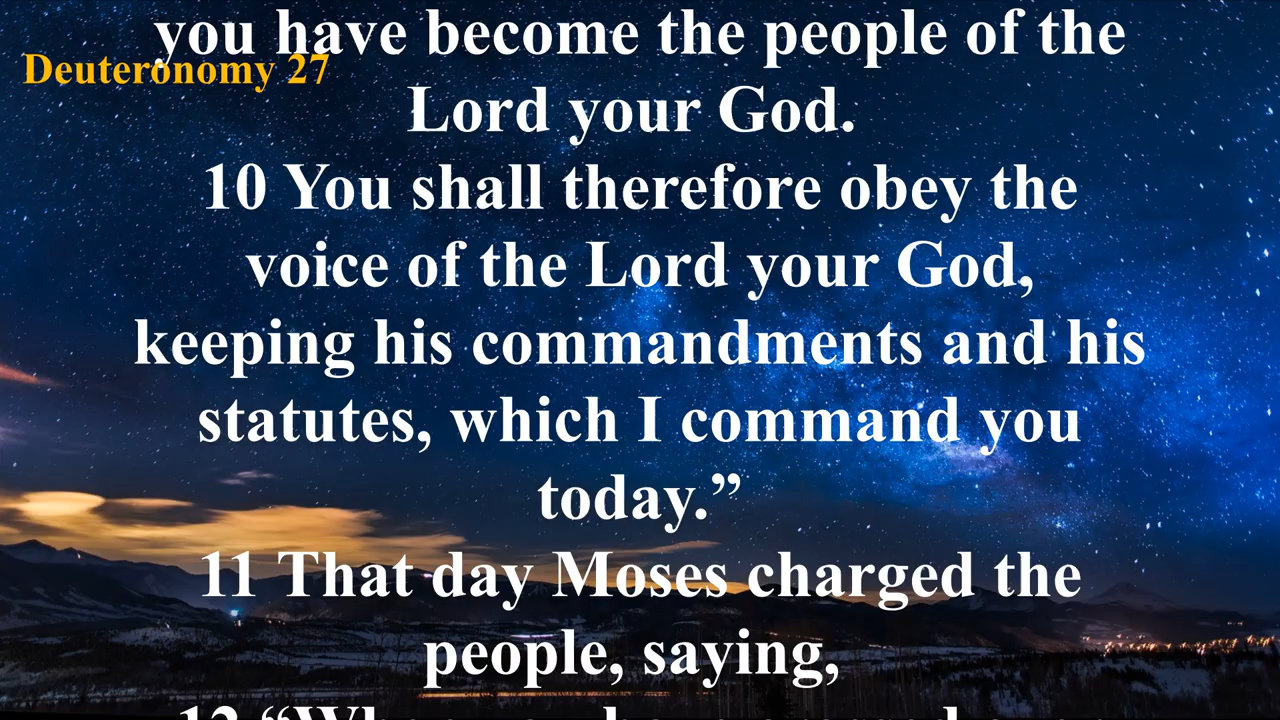 you have become the people of the
Deuteronomy 27
Lord your God.
10 You shall therefore obey the
voice of the Lord your God,
keeping his commandments and his
statutes, which I command you
today.”
11 That day Moses charged the
people, saying,